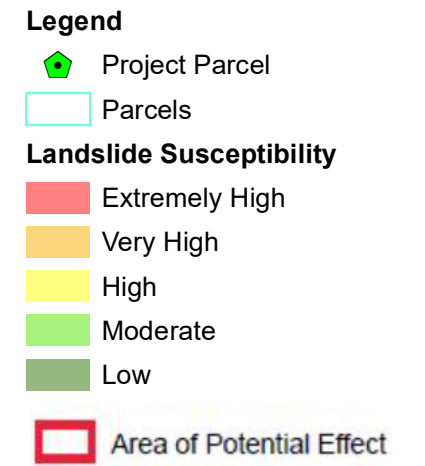 Legend
Project Parcel
Parcels
Landslide Susceptibility
Extremely High
Very High
High
Moderate
Low
Area of Potential Effect